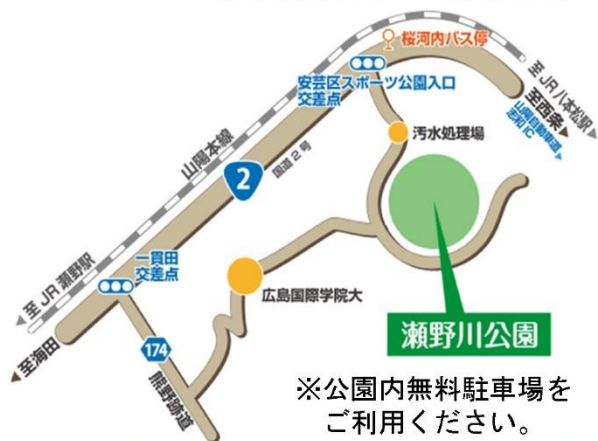 桜河内バス停
安芸区スポーツ公園入口
交差点
至JR八本松駅
至西条
山陽自動車道
志和IC
汚水処理場
山陽本線
国道2号
2
一貫田
交差点
至JR瀬野駅
至海田
広島国際学院大
174
熊野跡道
瀬野川公園
※公園内無料駐車場を
ご利用ください。